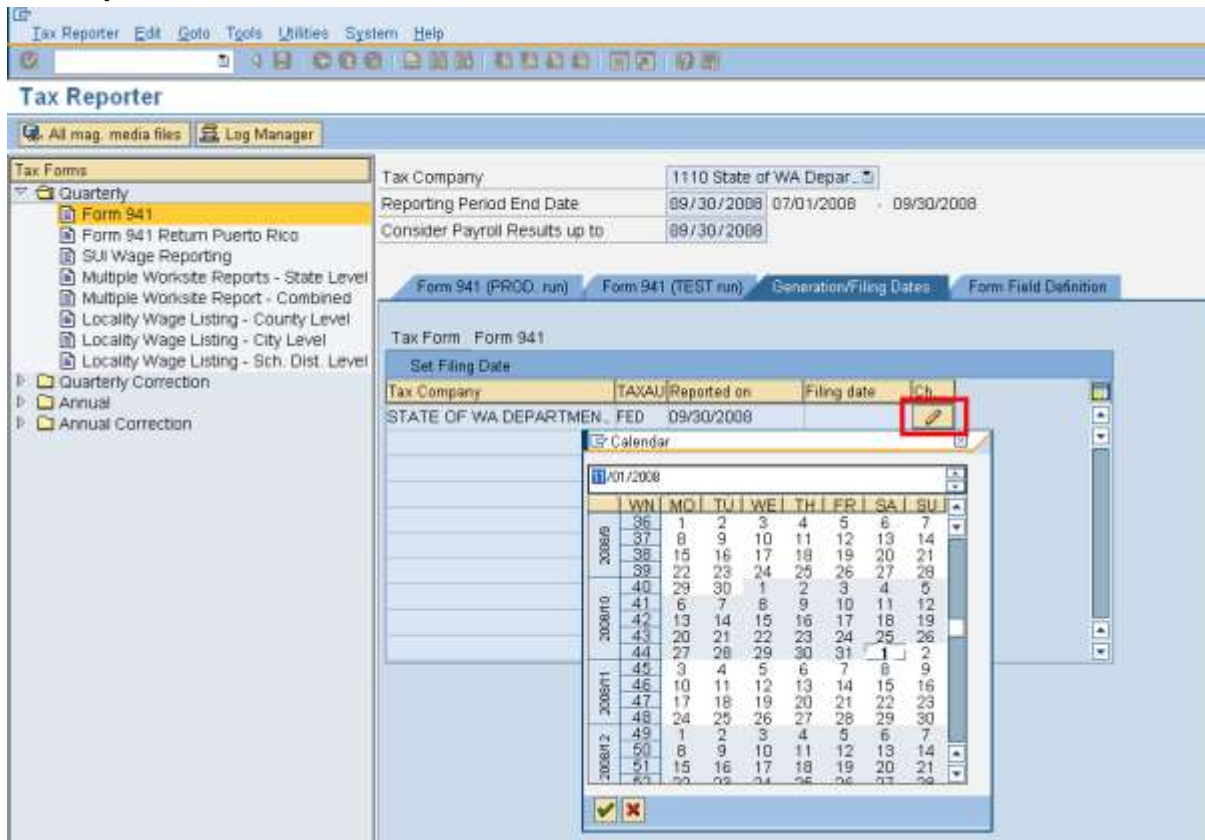 Tax Reporter Edit Goto Tools Utilities System Help
Tax Reporter
All mag. media files Log Manager
Tax Forms
Quarterly
Form 941
Form 941 Return Puerto Rico
SUI Wage Reporting
Multiple Worksite Reports - State Level
Multiple Worksite Report - Combined
Locality Wage Listing - County Level
Locality Wage Listing - City Level
Locality Wage Listing - Sch. Dist. Level
Quarterly Correction
Annual
Annual Correction
Tax Company 1110 State of WA Depar..
Reporting Period End Date 09/30/2008 07/01/2008 - 09/30/2008
Consider Payroll Results up to 09/30/2008
Form 941 (PROD. run) Form 941 (TEST run) Generation/Filing Dates Form Field Definition
Tax Form Form 941
Set Filing Date
Tax Company TAXAU Reported on Filing date Ch..
STATE OF WA DEPARTMEN.. FED 09/30/2008
Calendar
11/01/2008
WN MO TU WE TH FR SA SU
2008/9
36 1 2 3 4 5 6 7
37 8 9 10 11 12 13 14
38 15 16 17 18 19 20 21
39 22 23 24 25 26 27 28
2008/10
40 29 30 1 2 3 4 5
41 6 7 8 9 10 11 12
42 13 14 15 16 17 18 19
43 20 21 22 23 24 25 26
44 27 28 29 30 31 1 2
2008/11
45 3 4 5 6 7 8 9
46 10 11 12 13 14 15 16
47 17 18 19 20 21 22 23
48 24 25 26 27 28 29 30
2008/12
49 1 2 3 4 5 6 7
50 8 9 10 11 12 13 14
51 15 16 17 18 19 20 21